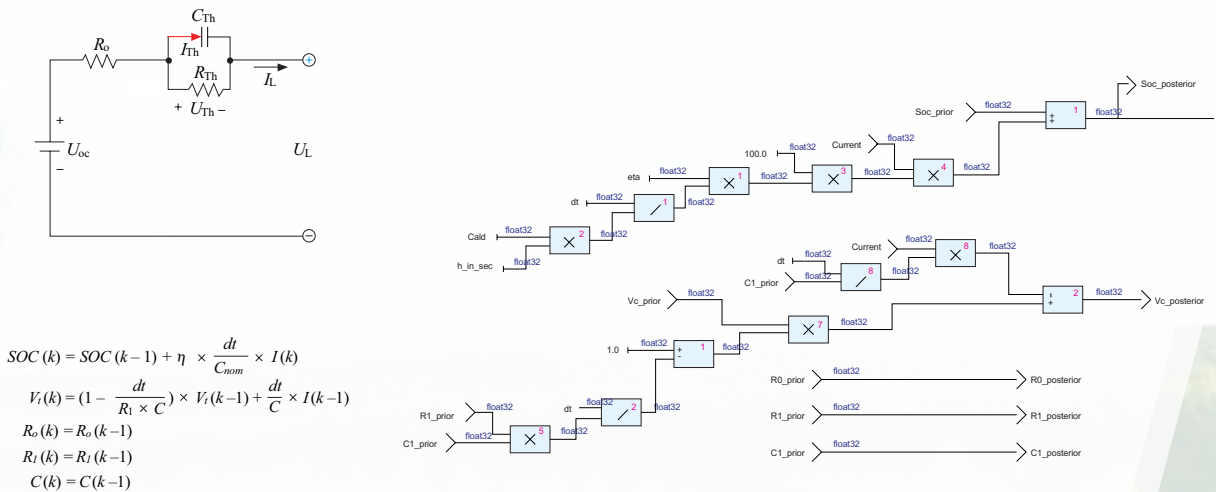 C_Th
I_Th
R_o
R_Th
I_L
+ U_Th −
+
U_oc
−
U_L
SOC(k) = SOC(k−1) + η × dt/C_nom × I(k)
V_t(k) = (1 − dt/(R_1 × C)) × V_t(k−1) + dt/C × I(k−1)
R_o(k) = R_o(k−1)
R_1(k) = R_1(k−1)
C(k) = C(k−1)
Soc_posterior
Soc_prior float32 1 float32
Current float32
100.0 float32 4 float32
eta float32 1 float32 3 float32
dt float32 1 float32
Cald float32 2 float32
h_in_sec float32
Current float32 8 float32
dt float32 8 float32
C1_prior float32
2 float32 Vc_posterior
Vc_prior float32 7 float32
1.0 float32 1 float32
dt float32 2 float32
R1_prior float32 5 float32
C1_prior float32
R0_prior float32 R0_posterior
R1_prior float32 R1_posterior
C1_prior float32 C1_posterior